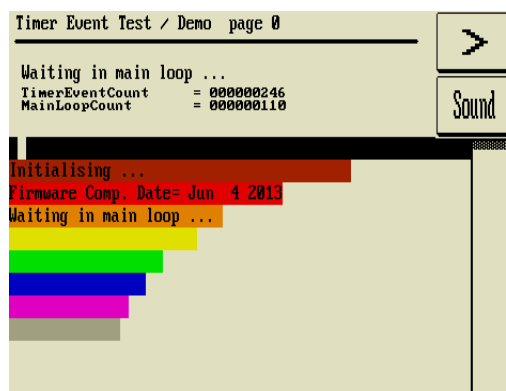 Timer Event Test / Demo  page 0
>
Waiting in main loop ...
TimerEventCount     = 000000246
MainLoopCount       = 000000110
Sound
Initialising ...
Firmware Comp. Date= Jun  4 2013
Waiting in main loop ...